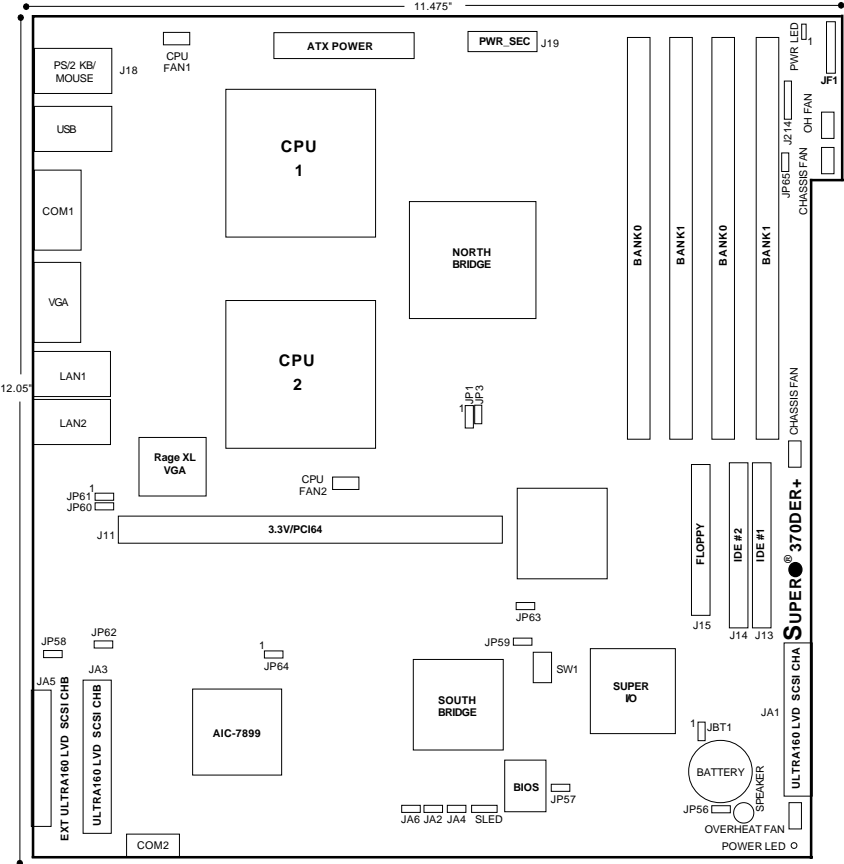 11.475"
12.05"
PS/2 KB/
MOUSE
J18
CPU
FAN1
ATX POWER
PWR_SEC
J19
PWR LED
1
JF1
USB
J214
OH FAN
JP65
CHASSIS FAN
CPU
1
COM1
NORTH
BRIDGE
BANK0
BANK1
BANK0
BANK1
VGA
CPU
2
LAN1
LAN2
1
JP1
JP3
CHASSIS FAN
Rage XL
VGA
CPU
FAN2
1
JP61
JP60
J11
3.3V/PCI64
FLOPPY
IDE #2
IDE #1
J15
J14
J13
SUPER® 370DER+
JP63
JP59
SW1
JP58
JP62
1
JP64
JA5
JA3
EXT ULTRA160 LVD SCSI CHB
ULTRA160 LVD SCSI CHB
AIC-7899
SOUTH
BRIDGE
SUPER
I/O
JA1
ULTRA160 LVD SCSI CHA
1
JBT1
BATTERY
BIOS
JP57
JP56
SPEAKER
JA6
JA2
JA4
SLED
OVERHEAT FAN
POWER LED
COM2